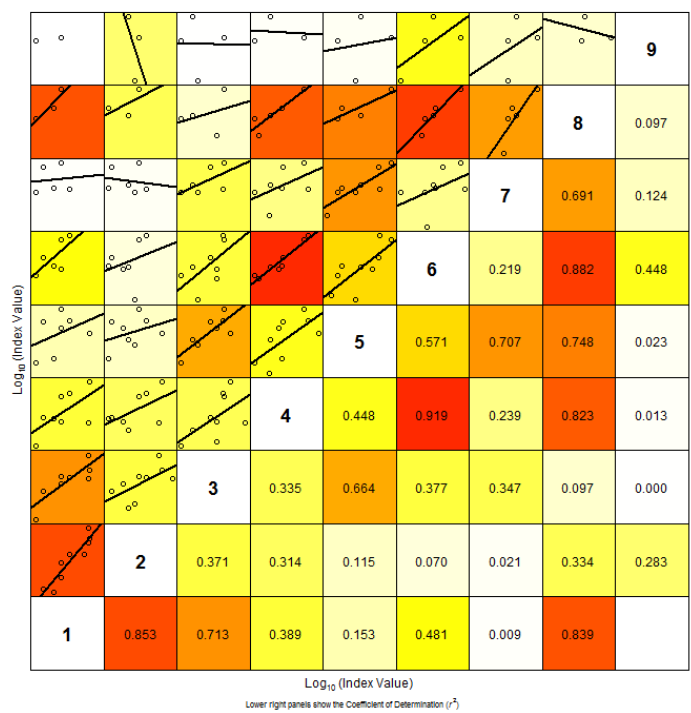 9
8 0.097
7 0.691 0.124
6 0.219 0.882 0.448
5 0.571 0.707 0.748 0.023
4 0.448 0.919 0.239 0.823 0.013
3 0.335 0.664 0.377 0.347 0.097 0.000
2 0.371 0.314 0.115 0.070 0.021 0.334 0.283
1 0.853 0.713 0.389 0.153 0.481 0.009 0.839
Log10 (Index Value)
Log10 (Index Value)
Lower right panels show the Coefficient of Determination (r²)